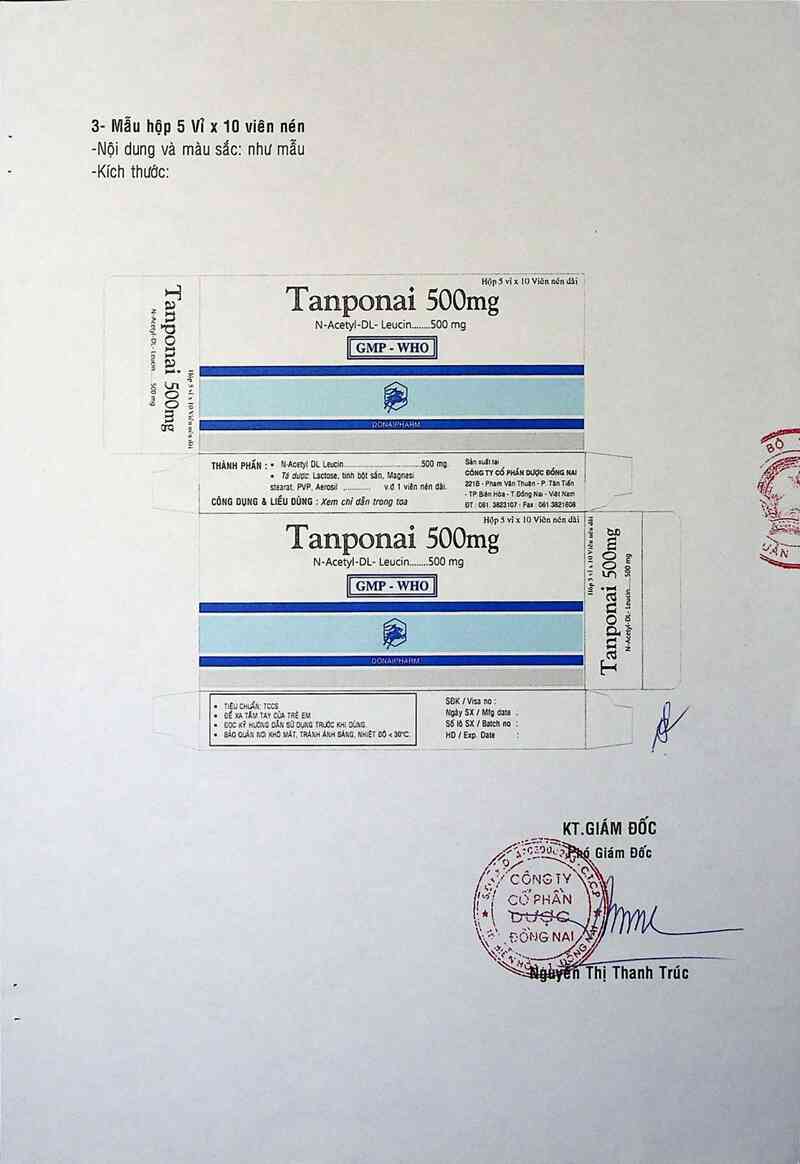 3- Mẫu hộp 5 Vỉ x 10 viên nén
-Nội dung và màu sắc: như mẫu
-Kích thước:
Hộp 5 vỉ x 10 Viên nén dài
Tanponai 500mg
N-Acetyl-DL- Leucin.......500 mg
GMP - WHO
DONAIPHARM
Tanponai 500mg
N-Acetyl-DL- Leucin.......500 mg
Hộp 5 vỉ x 10 Viên nén dài
THÀNH PHẦN : • N-Acetyl DL Leucin..............................500 mg
• Tá dược: Lactose, tinh bột sắn, Magnesi
stearat, PVP, Aerosil .............. v.đ 1 viên nén dài.
CÔNG DỤNG & LIỀU DÙNG : Xem chỉ dẫn trong toa
Sản xuất tại
CÔNG TY CỔ PHẦN DƯỢC ĐỒNG NAI
221B - Phạm Văn Thuận - P. Tân Tiến
- TP Biên Hòa - T.Đồng Nai - Việt Nam
ĐT : 061. 3823107 - Fax : 061 3821608
Hộp 5 vỉ x 10 Viên nén dài
Tanponai 500mg
N-Acetyl-DL- Leucin.......500 mg
GMP - WHO
DONAIPHARM
Hộp 5 vỉ x 10 Viên nén dài
Tanponai 500mg
N-Acetyl-DL- Leucin.......500 mg
• TIÊU CHUẨN: TCCS
• ĐỂ XA TẦM TAY CỦA TRẺ EM
• ĐỌC KỸ HƯỚNG DẪN SỬ DỤNG TRƯỚC KHI DÙNG.
• BẢO QUẢN NƠI KHÔ MÁT, TRÁNH ÁNH SÁNG, NHIỆT ĐỘ < 30°C.
SĐK / Visa no :
Ngày SX / Mfg date :
Số lô SX / Batch no :
HD / Exp. Date :
BỘ
KT.GIÁM ĐỐC
Phó Giám Đốc
CÔNG TY
CỔ PHẦN
DƯỢC
ĐỒNG NAI
Nguyễn Thị Thanh Trúc